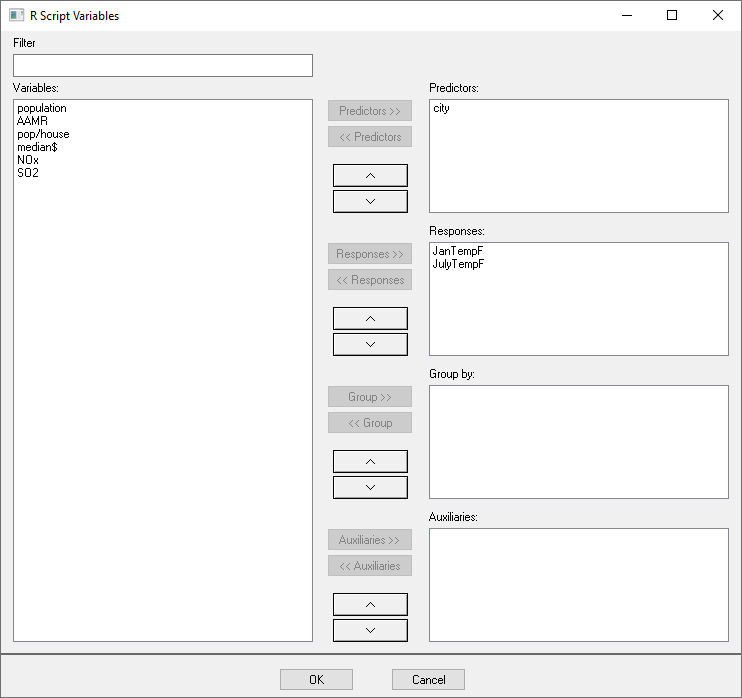 R Script Variables
Filter
Variables:
population
AAMR
pop/house
median$
NOx
SO2
Predictors >>
<< Predictors
Predictors:
city
Responses >>
<< Responses
Responses:
JanTempF
JulyTempF
Group >>
<< Group
Group by:
Auxiliaries >>
<< Auxiliaries
Auxiliaries:
OK
Cancel